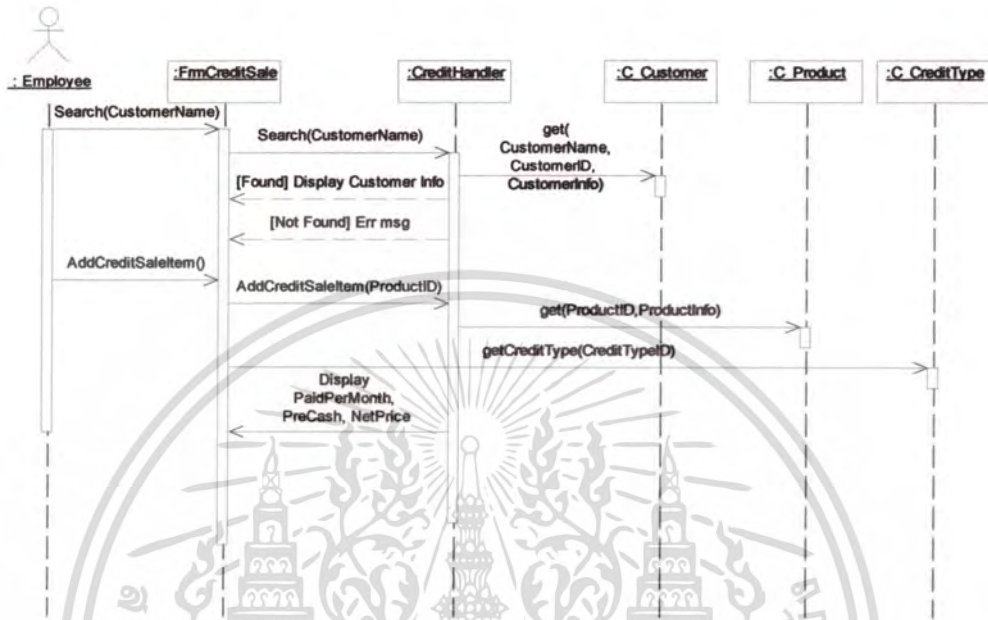 : Employee
:FrmCreditSale
:CreditHandler
:C_Customer
:C_Product
:C_CreditType
Search(CustomerName)
Search(CustomerName)
get(
CustomerName,
CustomerID,
CustomerInfo)
[Found] Display Customer Info
[Not Found] Err msg
AddCreditSaleItem()
AddCreditSaleItem(ProductID)
get(ProductID,ProductInfo)
getCreditType(CreditTypeID)
Display
PaidPerMonth,
PreCash, NetPrice